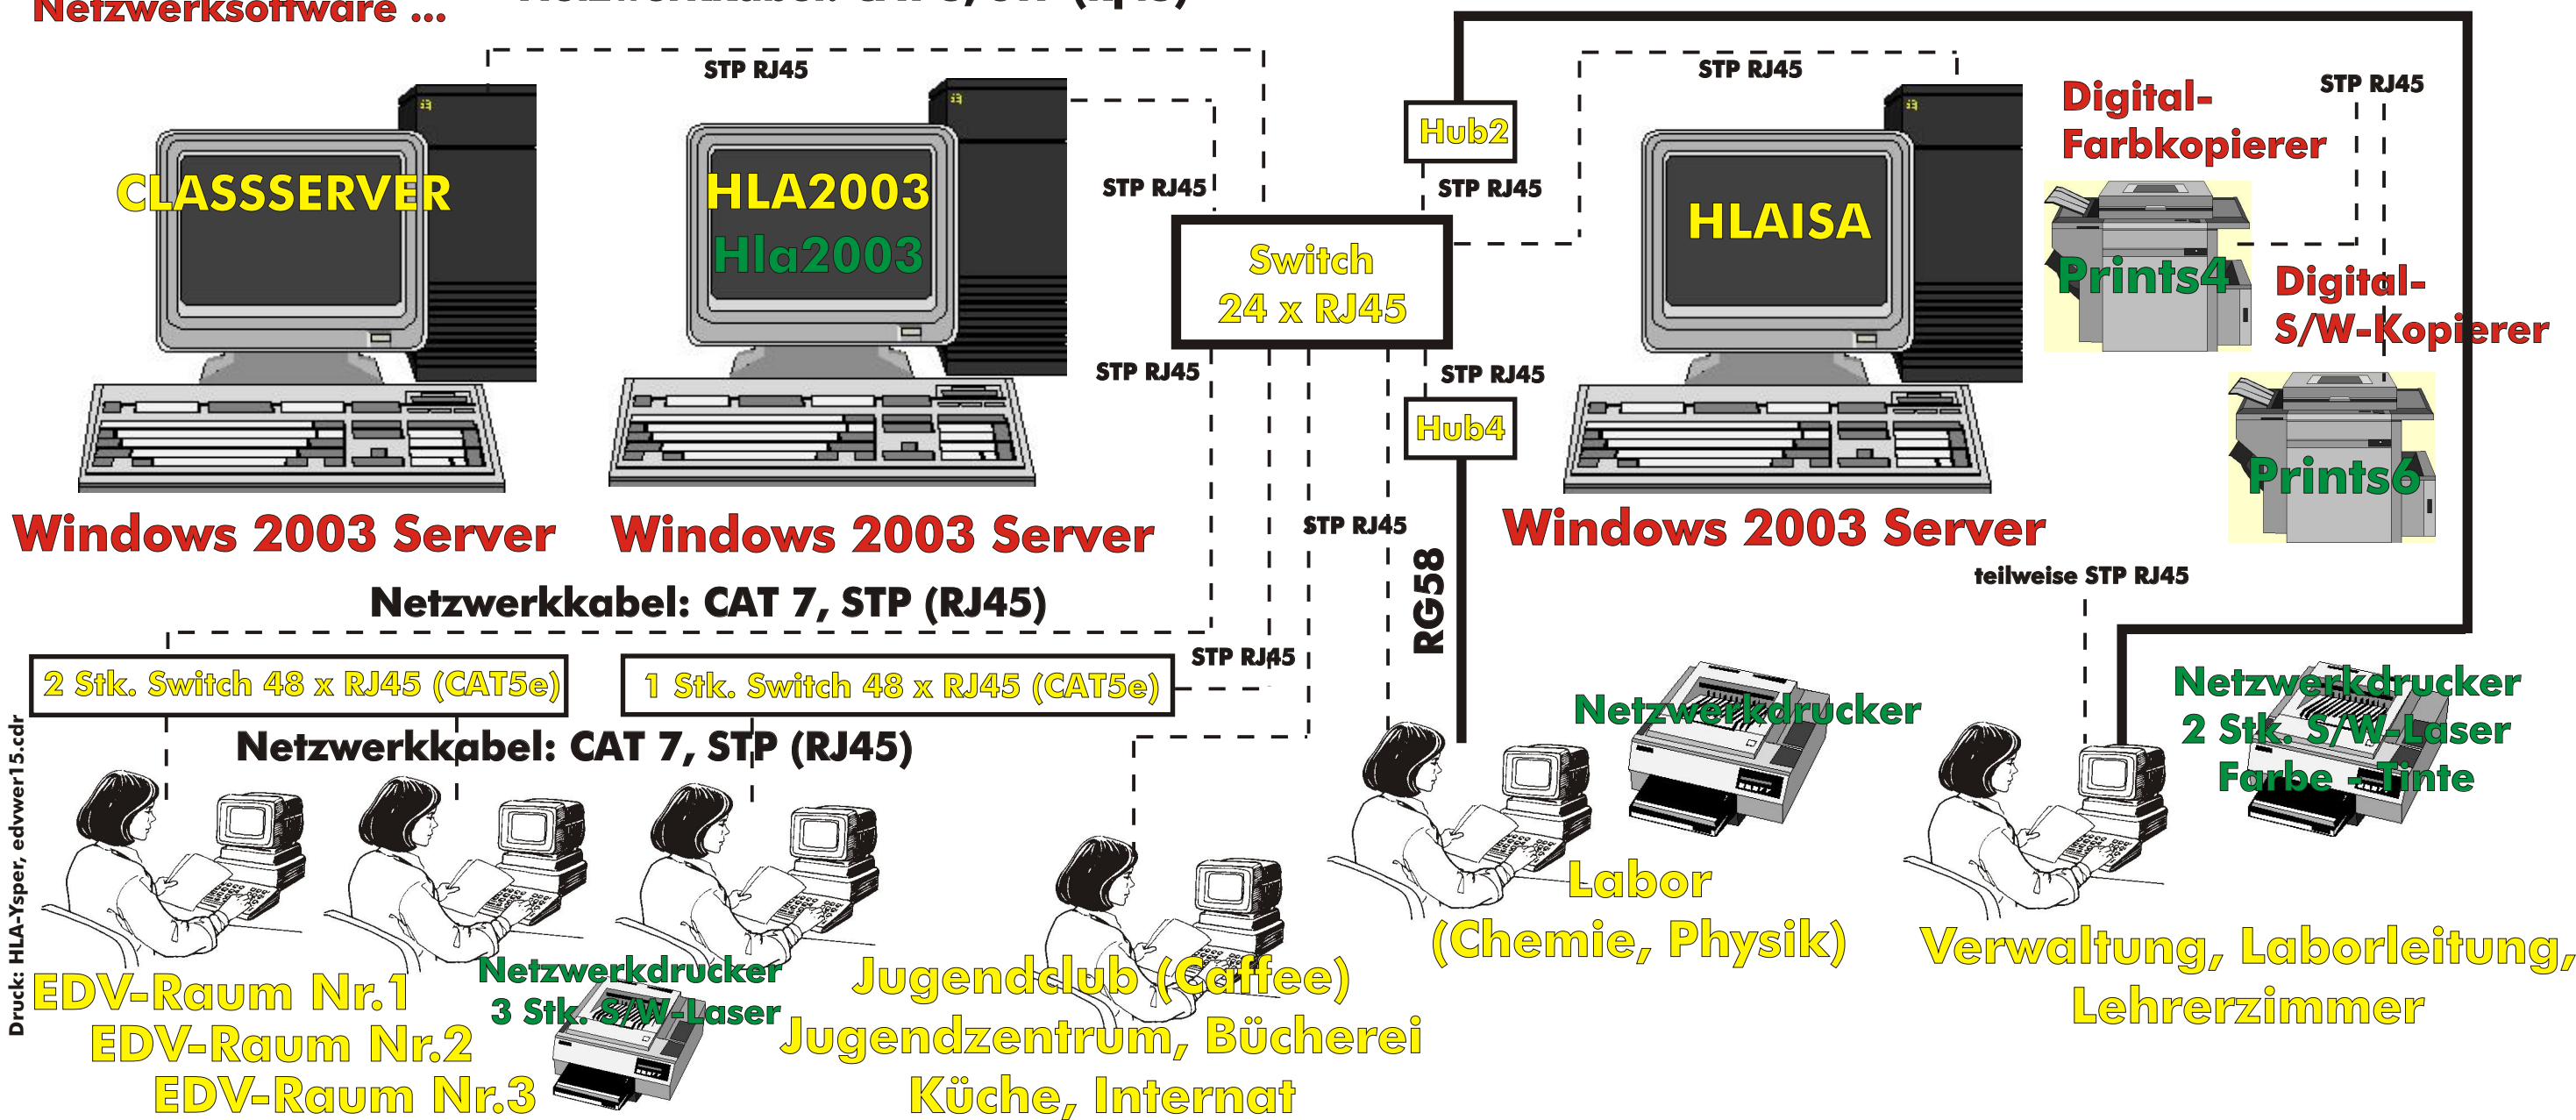 Netzwerksoftware ...
STP RJ45
STP RJ45
STP RJ45
Digital-
Farbkopierer
Hub2
CLASSSERVER
HLA2003
Hla2003
STP RJ45
STP RJ45
HLAISA
Switch
24 x RJ45
Prints4
Digital-
S/W-Kopierer
STP RJ45
STP RJ45
Hub4
Prints6
Windows 2003 Server
Windows 2003 Server
STP RJ45
Windows 2003 Server
RG58
teilweise STP RJ45
Netzwerkkabel: CAT 7, STP (RJ45)
STP RJ45
2 Stk. Switch 48 x RJ45 (CAT5e)
1 Stk. Switch 48 x RJ45 (CAT5e)
Netzwerkkabel: CAT 7, STP (RJ45)
Netzwerkdrucker
Netzwerkdrucker
2 Stk. S/W-Laser
Farbe - Tinte
Druck: HLA-Ysper, edvwer15.cdr
Labor
(Chemie, Physik)
Verwaltung, Laborleitung,
Lehrerzimmer
EDV-Raum Nr.1
EDV-Raum Nr.2
EDV-Raum Nr.3
Netzwerkdrucker
3 Stk. S/W-Laser
Jugendclub (Caffee)
Jugendzentrum, Bücherei
Küche, Internat